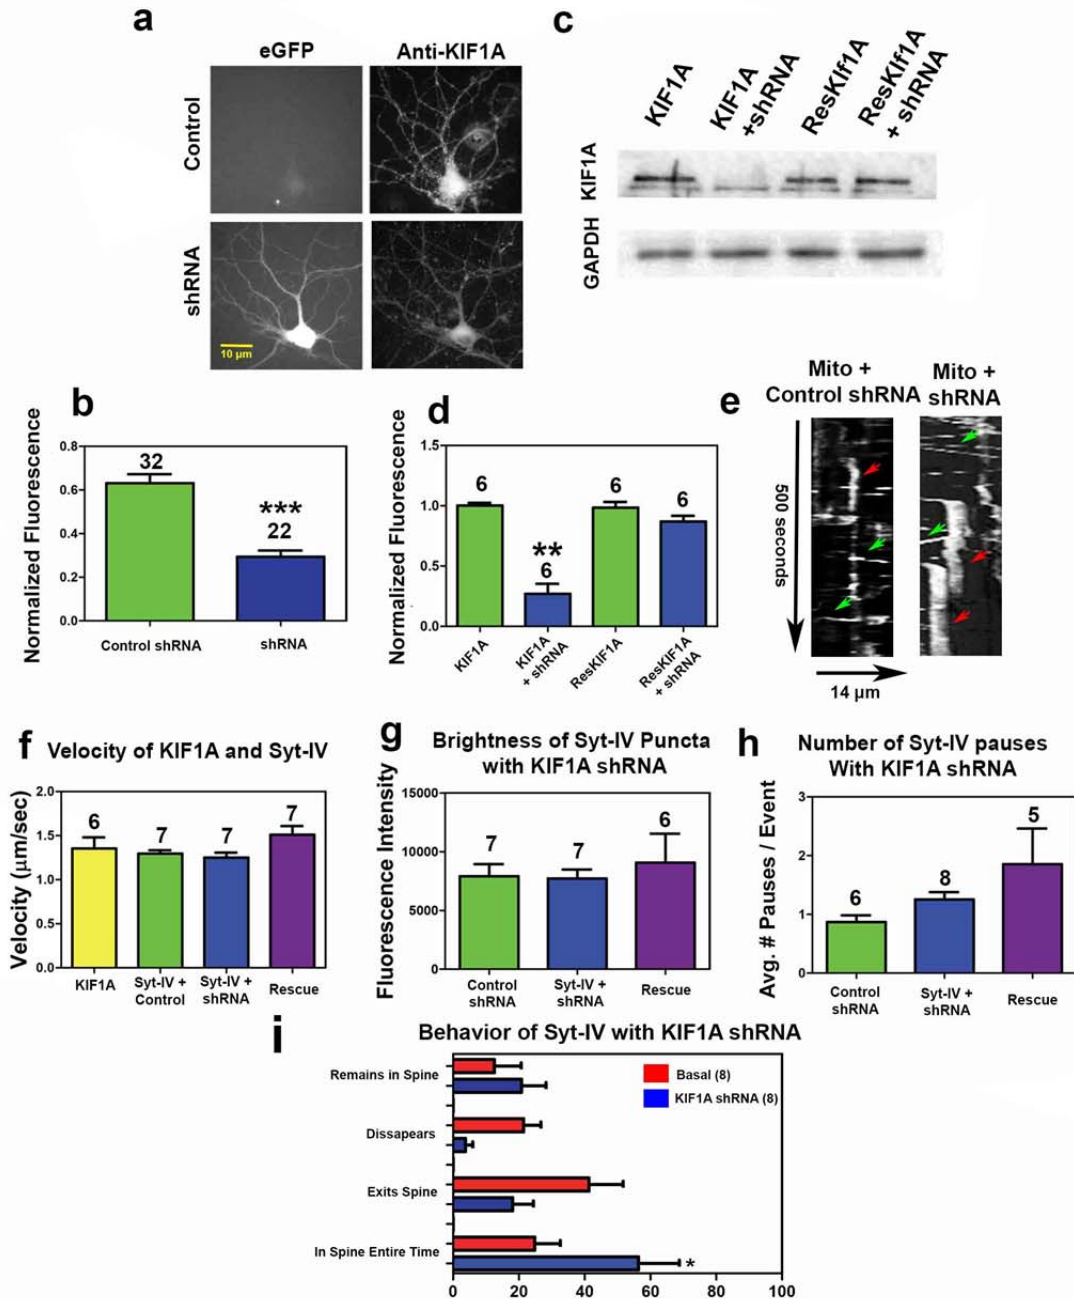 a
eGFP
Anti-KIF1A
Control
shRNA
10 µm
c
KIF1A
KIF1A
+shRNA
ResKIf1A
ResKIf1A
+ shRNA
KIF1A
GAPDH
b
Normalized Fluorescence
0.8
0.6
0.4
0.2
0.0
32
***
22
Control shRNA
shRNA
d
Normalized Fluorescence
1.5
1.0
0.5
0.0
6
**
6
6
6
KIF1A
KIF1A
+ shRNA
ResKIF1A
ResKIF1A
+ shRNA
e
Mito +
Control shRNA
Mito +
shRNA
500 seconds
14 µm
f
Velocity of KIF1A and Syt-IV
Velocity (µm/sec)
2.0
1.5
1.0
0.5
0.0
6
7
7
7
KIF1A
Syt-IV +
Control
Syt-IV +
shRNA
Rescue
g
Brightness of Syt-IV Puncta
with KIF1A shRNA
Fluorescence Intensity
15000
10000
5000
0
7
7
6
Control
shRNA
Syt-IV +
shRNA
Rescue
h
Number of Syt-IV pauses
With KIF1A shRNA
Avg. # Pauses / Event
3
2
1
0
6
8
5
Control
shRNA
Syt-IV +
shRNA
Rescue
i
Behavior of Syt-IV with KIF1A shRNA
Remains in Spine
Dissapears
Exits Spine
In Spine Entire Time
Basal (8)
KIF1A shRNA (8)
*
0
20
40
60
80
100